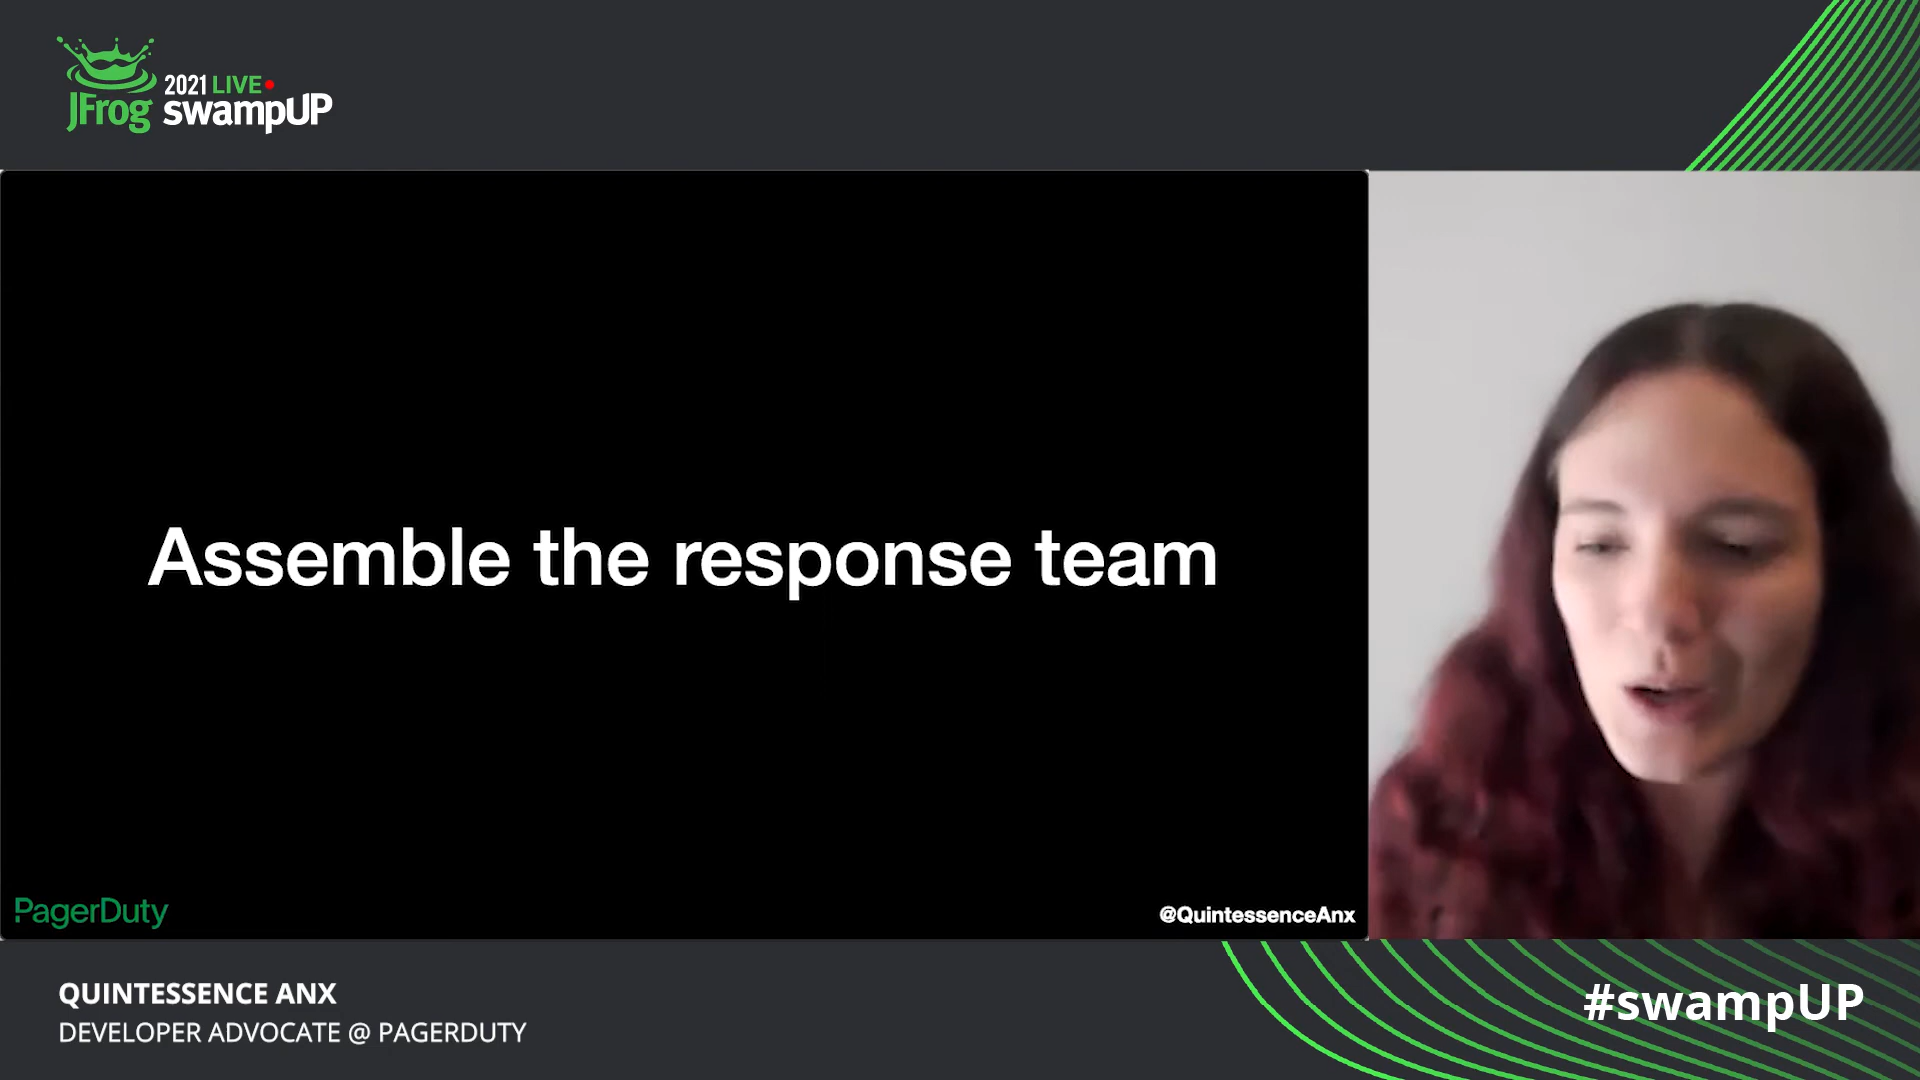 2021 LIVE
JFrog swampUP
Assemble the response team
PagerDuty
@QuintessenceAnx
QUINTESSENCE ANX
DEVELOPER ADVOCATE @ PAGERDUTY
#swampUP